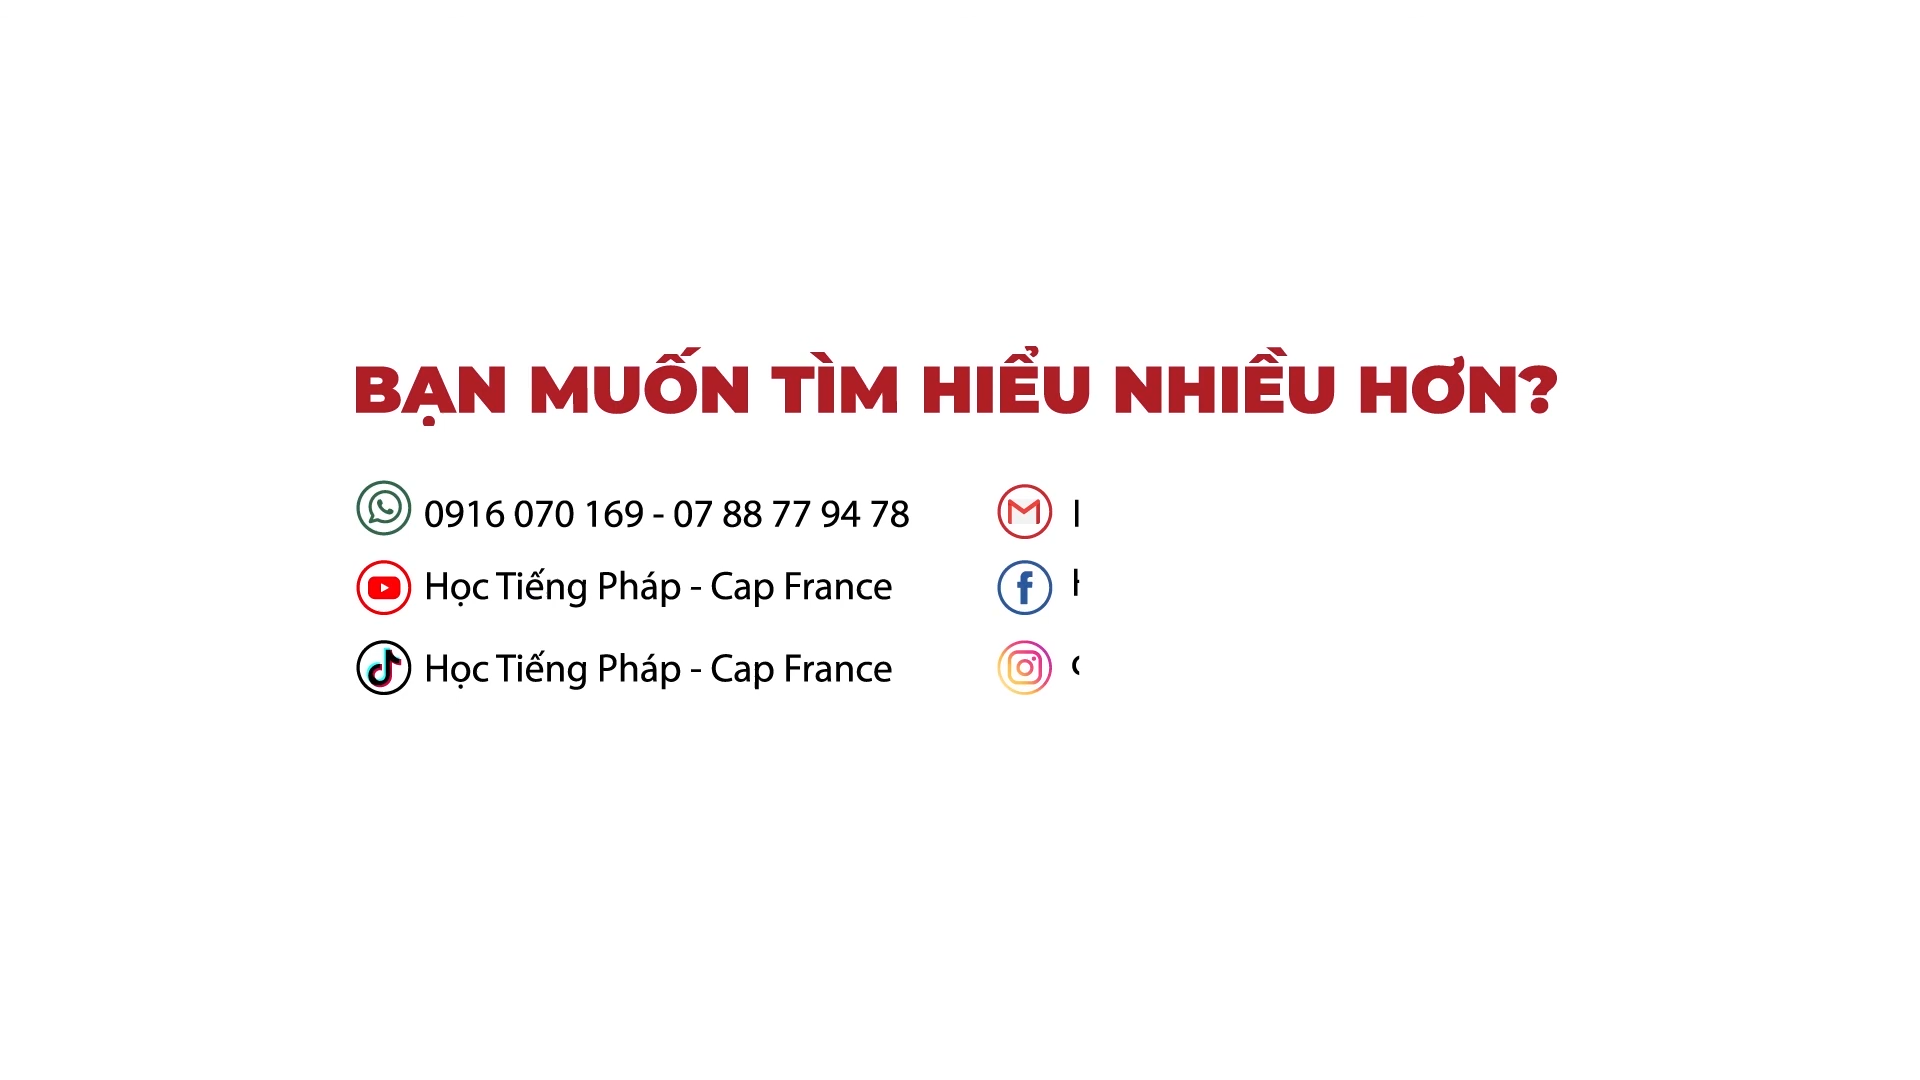 BẠN MUỐN TÌM HIỂU NHIỀU HƠN?
0916 070 169 - 07 88 77 94 78
Học Tiếng Pháp - Cap France
Học Tiếng Pháp - Cap France